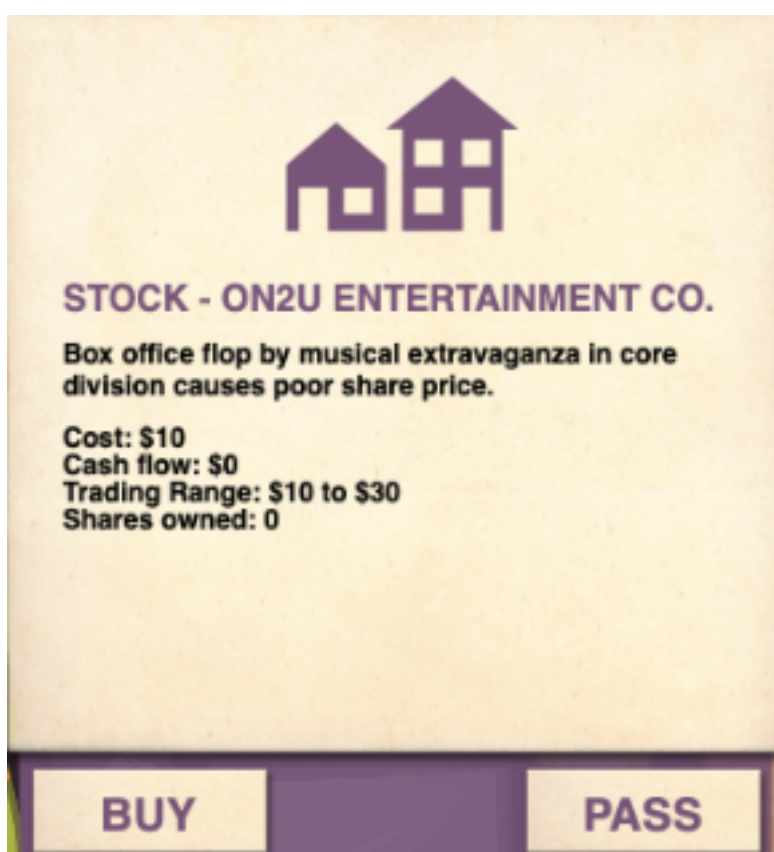 STOCK - ON2U ENTERTAINMENT CO.
Box office flop by musical extravaganza in core
division causes poor share price.
Cost: $10
Cash flow: $0
Trading Range: $10 to $30
Shares owned: 0
BUY
PASS